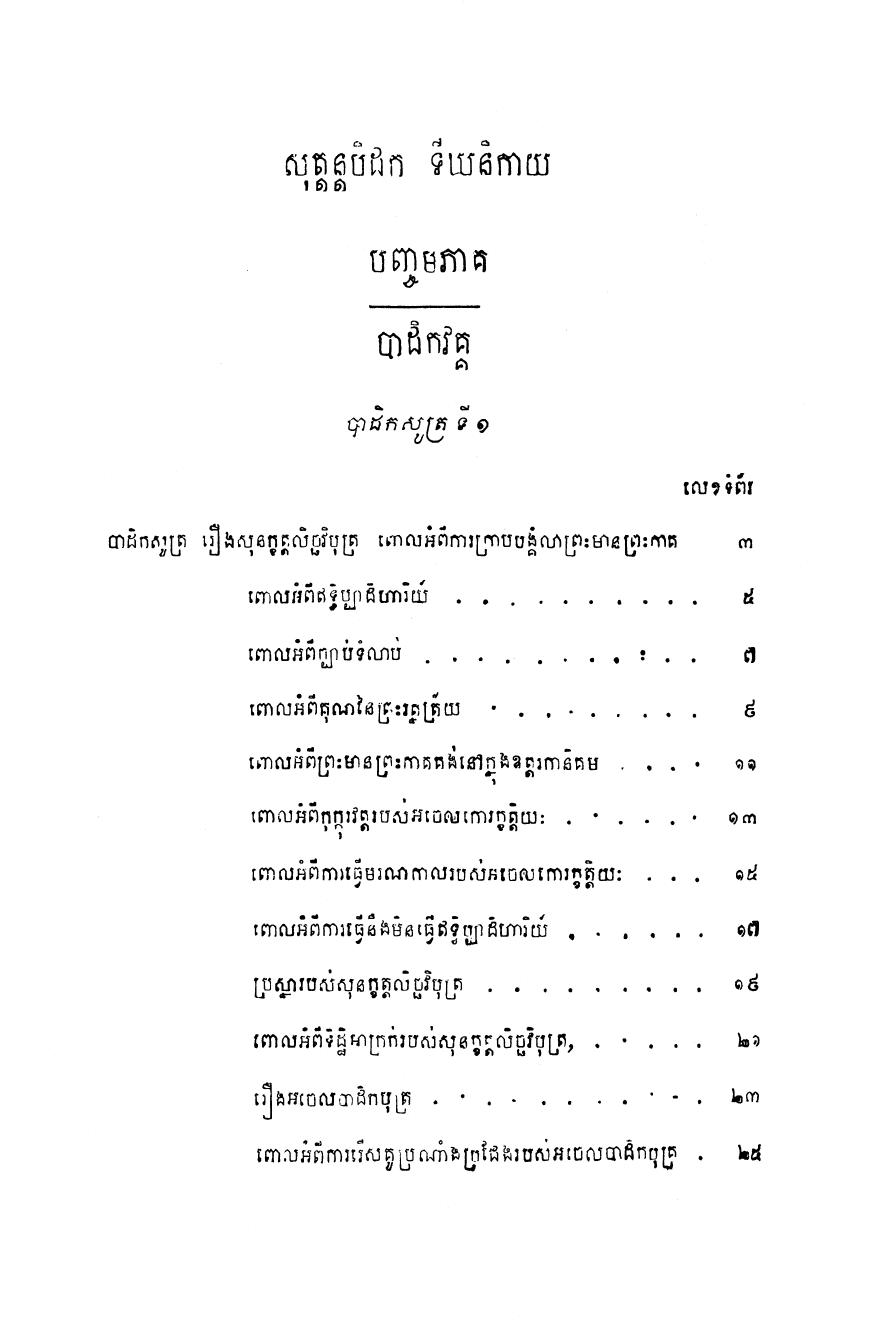 សុត្តន្តបិដក ទីឃនិកាយ
បញ្ចមភាគ
បាដិកវគ្គ
បាដិកសូត្រ ទី ១
លេខទំព័រ
បាដិកសូត្រ រឿងសុនក្ខត្តលិច្ឆវិបុត្រ ពោលអំពីការក្រាបបង្គំលាព្រះមានព្រះភាគ ៣
ពោលអំពីឥទ្ធិប្បាដិហារិយ៍ . . . . . . . . . . ៥
ពោលអំពីច្បាប់ទំលាប់ . . . . . . . . : . . ៧
ពោលអំពីគុណនៃព្រះរត្នត្រ័យ . . . . . . . . . ៩
ពោលអំពីព្រះមានព្រះភាគគង់នៅក្នុងឧត្តរកានិគម . . . . ១១
ពោលអំពីកុក្កុរវត្តរបស់អចេលកោរក្ខត្តិយៈ . . . . . . ១៣
ពោលអំពីការធ្វើមរណកាលរបស់អចេលកោរក្ខត្តិយៈ . . . ១៥
ពោលអំពីការធ្វើនឹងមិនធ្វើឥទ្ធិប្បាដិហារិយ៍ . . . . . . ១៧
ប្រស្នារបស់សុនក្ខត្តលិច្ឆវិបុត្រ . . . . . . . . . ១៩
ពោលអំពីទិដ្ឋិអាក្រក់របស់សុនក្ខត្តលិច្ឆវិបុត្រ, . . . . . ២១
រឿងអចេលបាដិកបុត្រ . . . . . . . . . . . ២៣
ពោលអំពីការរើសគូប្រណាំងប្រជែងរបស់អចេលបាដិកបុត្រ . ២៥